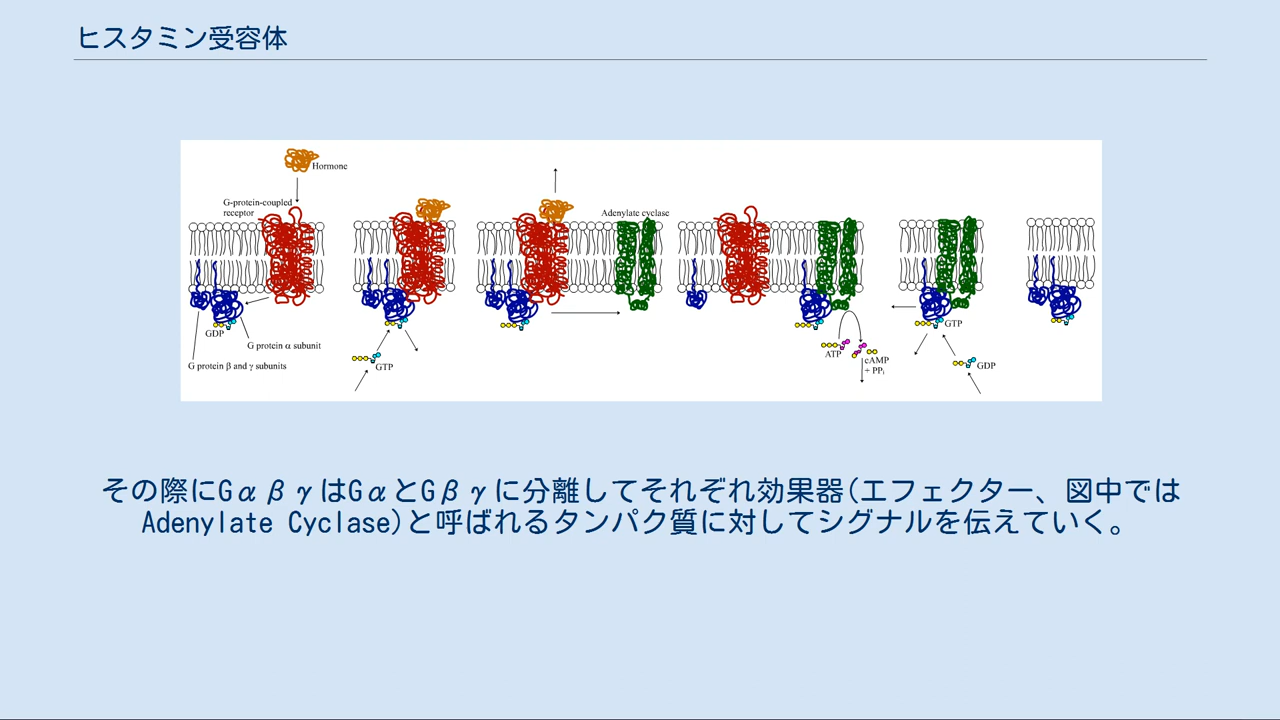 ヒスタミン受容体
Hormone
G-protein-coupled
receptor
Adenylate cyclase
GDP
G protein α subunit
G protein β and γ subunits
GTP
ATP
cAMP
+ PPi
GTP
GDP
その際にGαβγはGαとGβγに分離してそれぞれ効果器(エフェクター、図中では
Adenylate Cyclase)と呼ばれるタンパク質に対してシグナルを伝えていく。